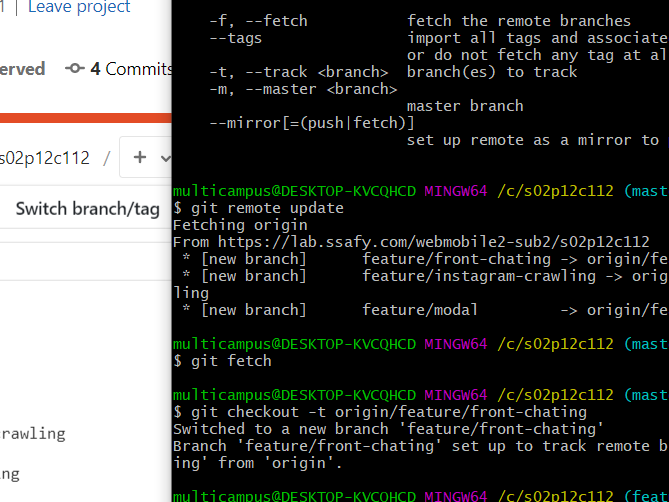 1 | Leave project
erved 4 Commits
s02p12c112 / +
Switch branch/tag
rawling
ng
-f, --fetch fetch the remote branches
--tags import all tags and associate
or do not fetch any tag at al
-t, --track <branch> branch(es) to track
-m, --master <branch>
master branch
--mirror[=(push|fetch)]
set up remote as a mirror to
multicampus@DESKTOP-KVCQHCD MINGW64 /c/s02p12c112 (mast
$ git remote update
Fetching origin
From https://lab.ssafy.com/webmobile2-sub2/s02p12c112
* [new branch] feature/front-chating -> origin/fe
* [new branch] feature/instagram-crawling -> orig
ling
* [new branch] feature/modal -> origin/fe
multicampus@DESKTOP-KVCQHCD MINGW64 /c/s02p12c112 (mast
$ git fetch
multicampus@DESKTOP-KVCQHCD MINGW64 /c/s02p12c112 (mast
$ git checkout -t origin/feature/front-chating
Switched to a new branch 'feature/front-chating'
Branch 'feature/front-chating' set up to track remote b
ing' from 'origin'.
multicampus@DESKTOP-KVCQHCD MINGW64 /c/s02p12c112 (feat